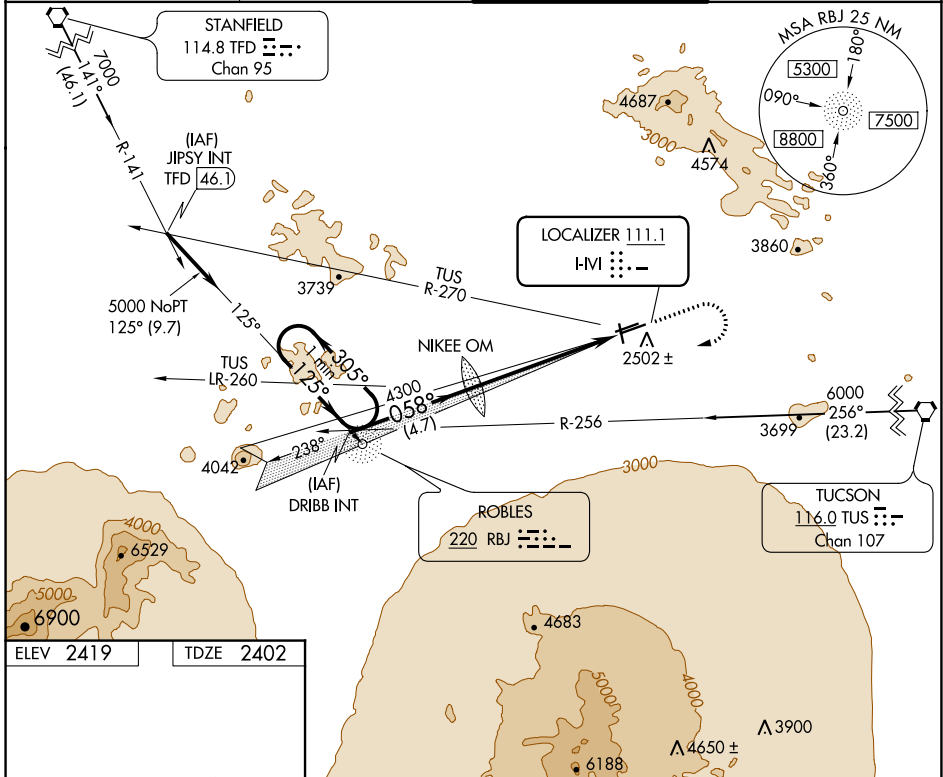 STANFIELD
114.8 TFD
Chan 95
7000
141°
(46.1)
R-141
(IAF)
JIPSY INT
TFD 46.1
5000 NoPT
125° (9.7)
125°
3739
TUS
R-270
LOCALIZER 111.1
I-IVI
4687
3000
4574
MSA RBJ 25 NM
180°
5300
090°
7500
8800
360°
3860
2502 ±
NIKEE OM
1 min
305°
125°
TUS
LR-260
4300
058°
(4.7)
238°
4042
(IAF)
DRIBB INT
R-256
6000
256°
(23.2)
3699
TUCSON
116.0 TUS
Chan 107
ROBLES
220 RBJ
3000
4000
6529
5000
6900
4683
5000
4000
3900
4650 ±
6188
ELEV 2419
TDZE 2402